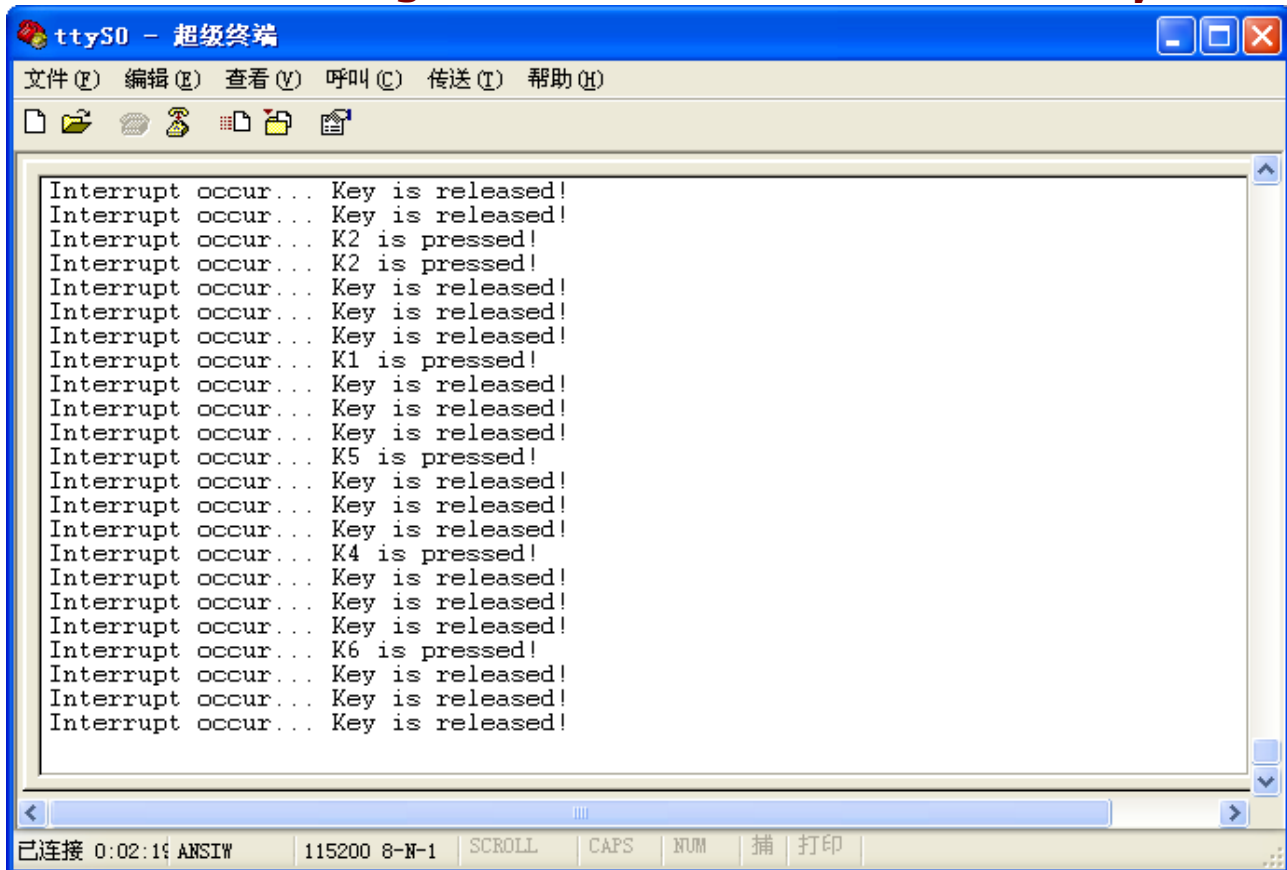 ttyS0 - 超级终端
文件(F) 编辑(E) 查看(V) 呼叫(C) 传送(T) 帮助(H)
Interrupt occur... Key is released!
Interrupt occur... Key is released!
Interrupt occur... K2 is pressed!
Interrupt occur... K2 is pressed!
Interrupt occur... Key is released!
Interrupt occur... Key is released!
Interrupt occur... Key is released!
Interrupt occur... K1 is pressed!
Interrupt occur... Key is released!
Interrupt occur... Key is released!
Interrupt occur... Key is released!
Interrupt occur... K5 is pressed!
Interrupt occur... Key is released!
Interrupt occur... Key is released!
Interrupt occur... Key is released!
Interrupt occur... K4 is pressed!
Interrupt occur... Key is released!
Interrupt occur... Key is released!
Interrupt occur... Key is released!
Interrupt occur... K6 is pressed!
Interrupt occur... Key is released!
Interrupt occur... Key is released!
Interrupt occur... Key is released!
已连接 0:02:19 ANSIW 115200 8-N-1 SCROLL CAPS NUM 捕 打印